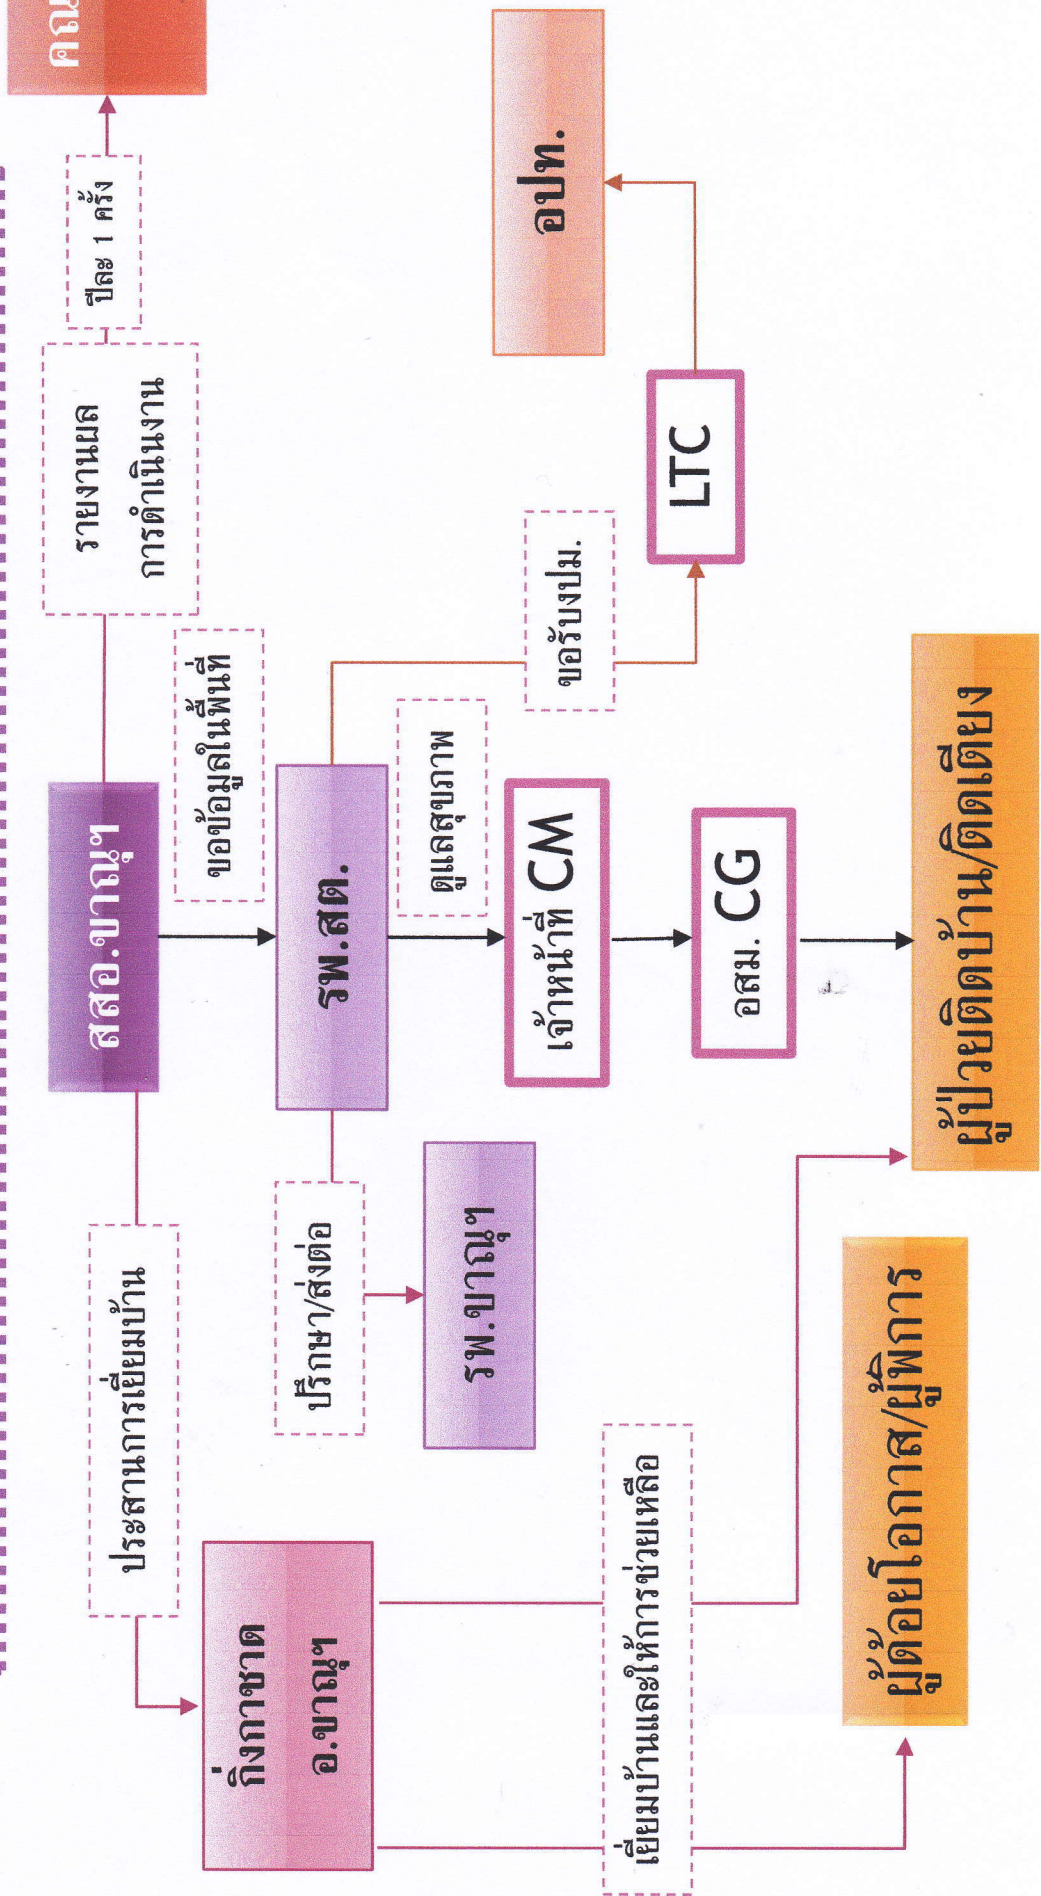 สสอ.ขาณุฯ
ประสานการเยี่ยมบ้าน
รายงานผล
การดำเนินงาน
ปีละ 1 ครั้ง
ขอข้อมูลในพื้นที่
กิ่งกาชาด
อ.ขาณุฯ
รพ.สต.
ปรึกษา/ส่งต่อ
ดูแลสุขภาพ
ขอรับงปม.
รพ.ขาณุฯ
เจ้าหน้าที่ CM
LTC
อปท.
อสม. CG
เยี่ยมบ้านและให้การช่วยเหลือ
ผู้ด้อยโอกาส/ผู้พิการ
ผู้ป่วยติดบ้าน/ติดเตียง